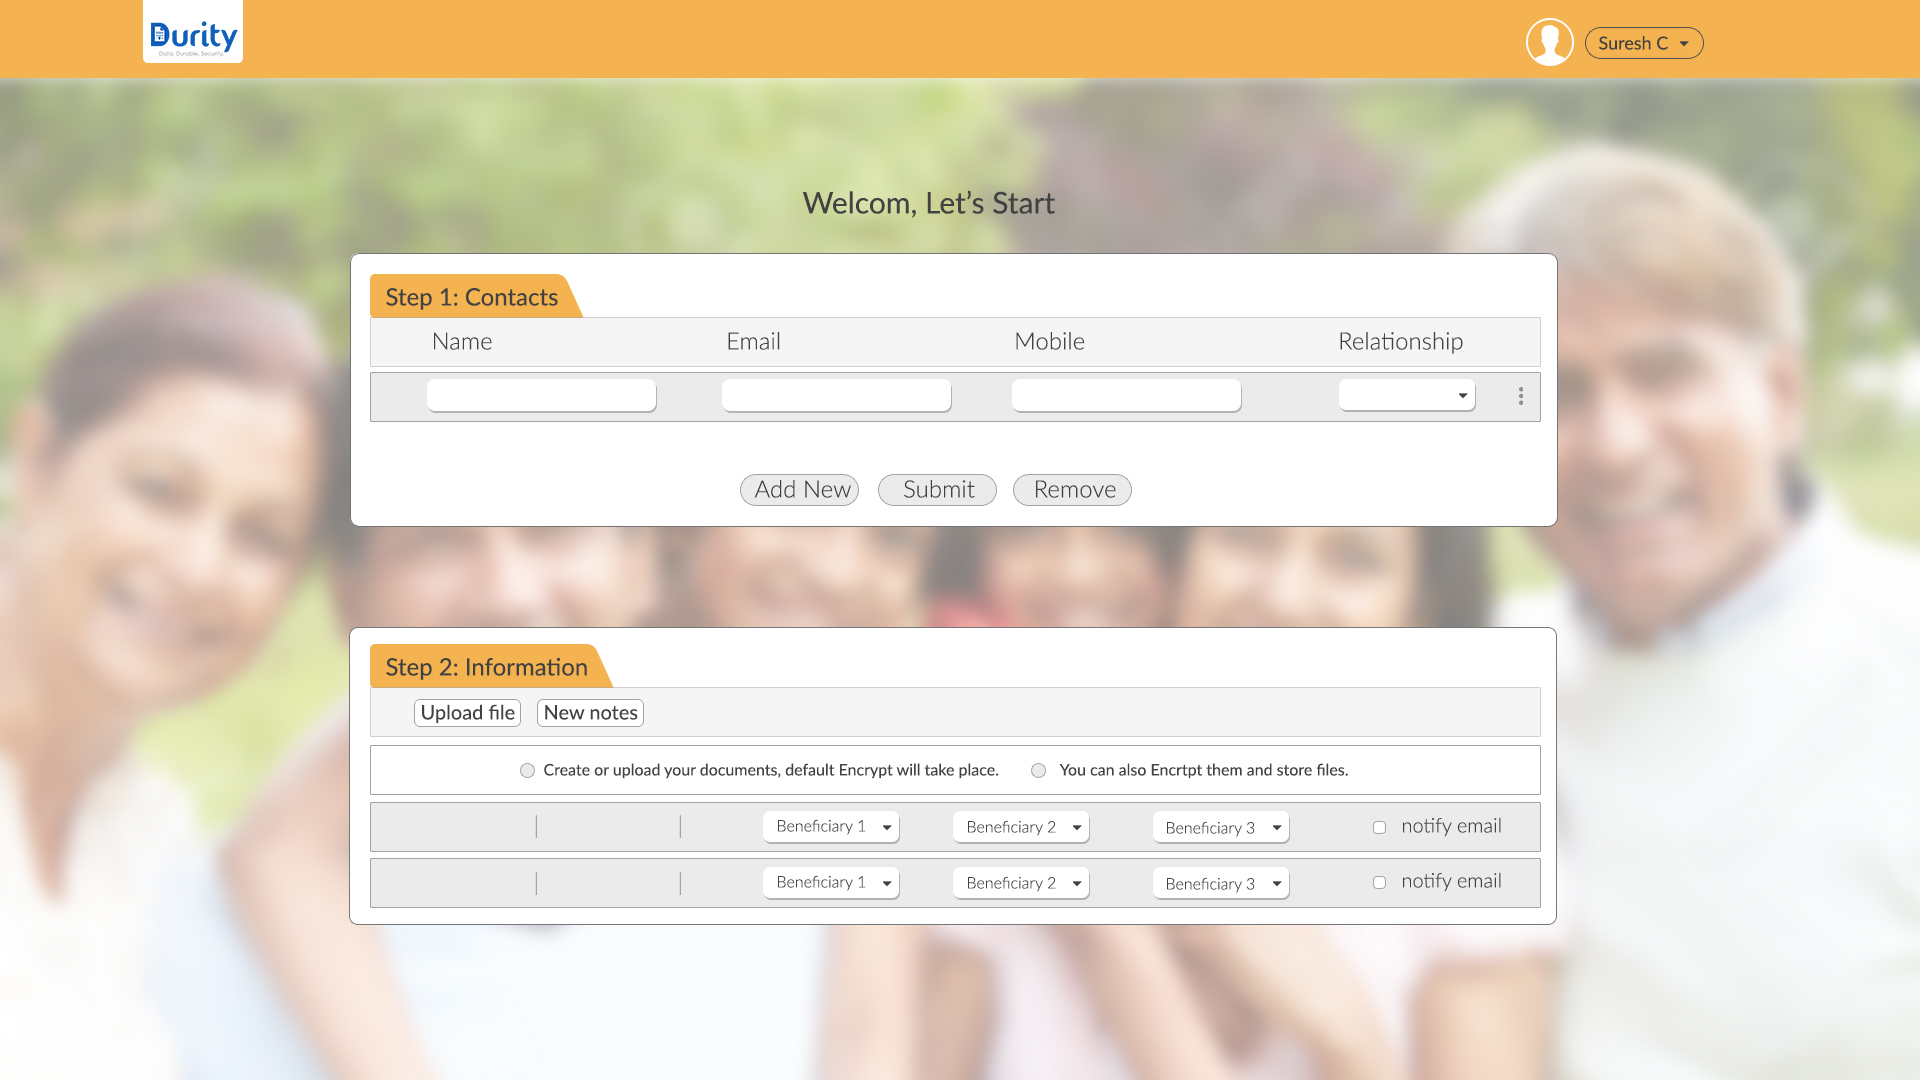 Durity
Data. Durable. Security.
Suresh C
Welcom, Let's Start
Step 1: Contacts
Name Email Mobile Relationship
Add New Submit Remove
Step 2: Information
Upload file New notes
Create or upload your documents, default Encrypt will take place. You can also Encrtpt them and store files.
Beneficiary 1 Beneficiary 2 Beneficiary 3 notify email
Beneficiary 1 Beneficiary 2 Beneficiary 3 notify email